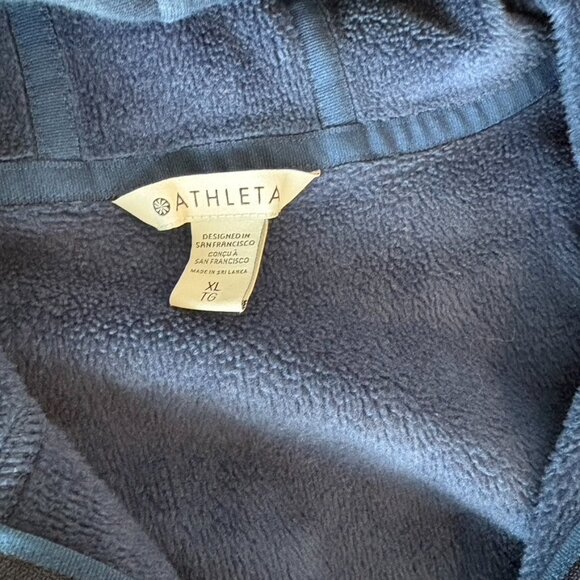 ATHLETA
DESIGNED IN
SAN FRANCISCO
CONÇU À
SAN FRANCISCO
MADE IN SRI LANKA
XL
TG